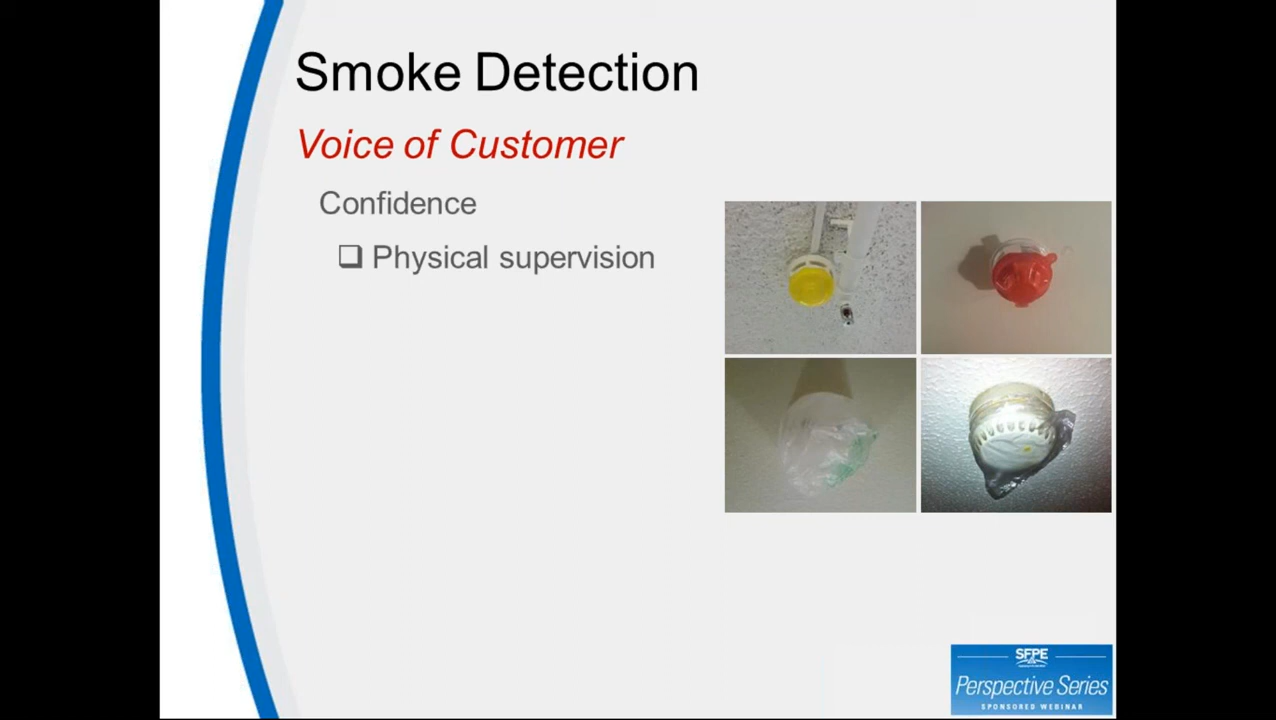 Smoke Detection
Voice of Customer
Confidence
❑ Physical supervision
SFPE
Perspective Series
SPONSORED WEBINAR